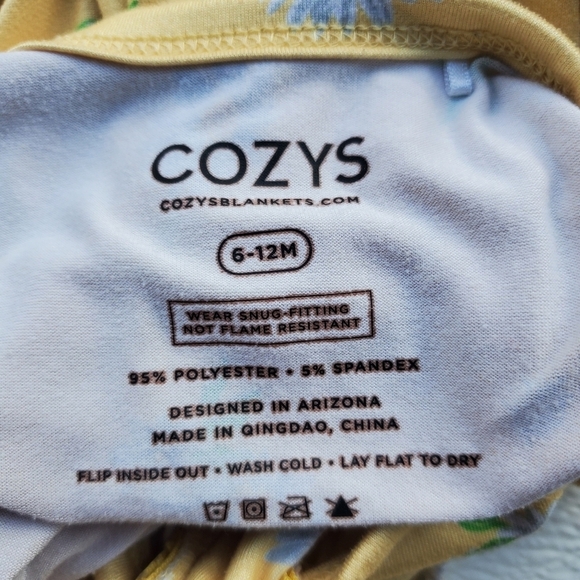 COZYS
COZYSBLANKETS.COM
6-12M
WEAR SNUG-FITTING
NOT FLAME RESISTANT
95% POLYESTER • 5% SPANDEX
DESIGNED IN ARIZONA
MADE IN QINGDAO, CHINA
FLIP INSIDE OUT • WASH COLD • LAY FLAT TO DRY